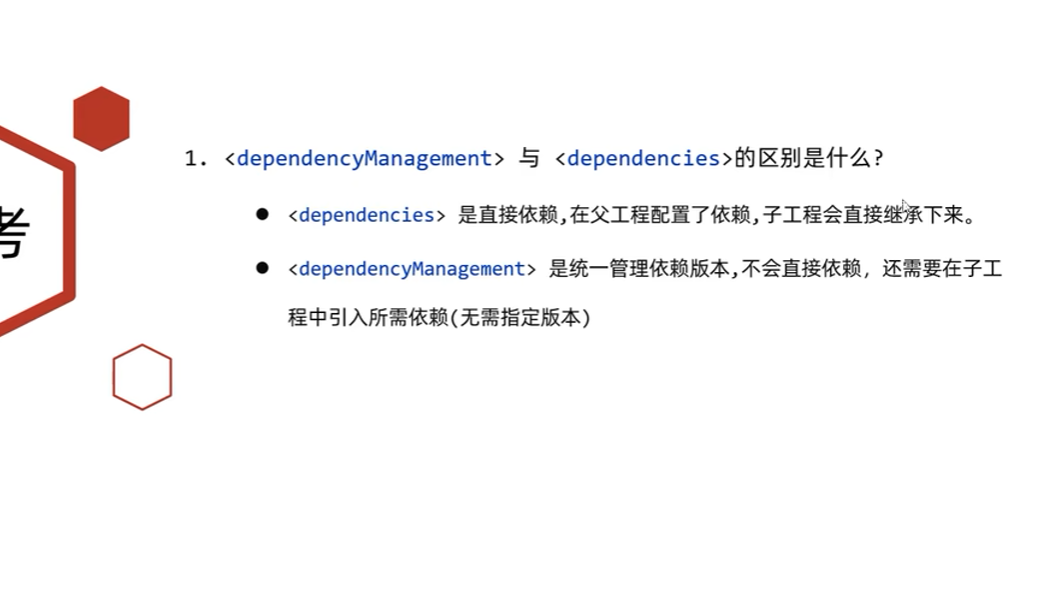 考
1. <dependencyManagement> 与 <dependencies>的区别是什么?
● <dependencies> 是直接依赖,在父工程配置了依赖,子工程会直接继承下来。
● <dependencyManagement> 是统一管理依赖版本,不会直接依赖，还需要在子工
程中引入所需依赖(无需指定版本)